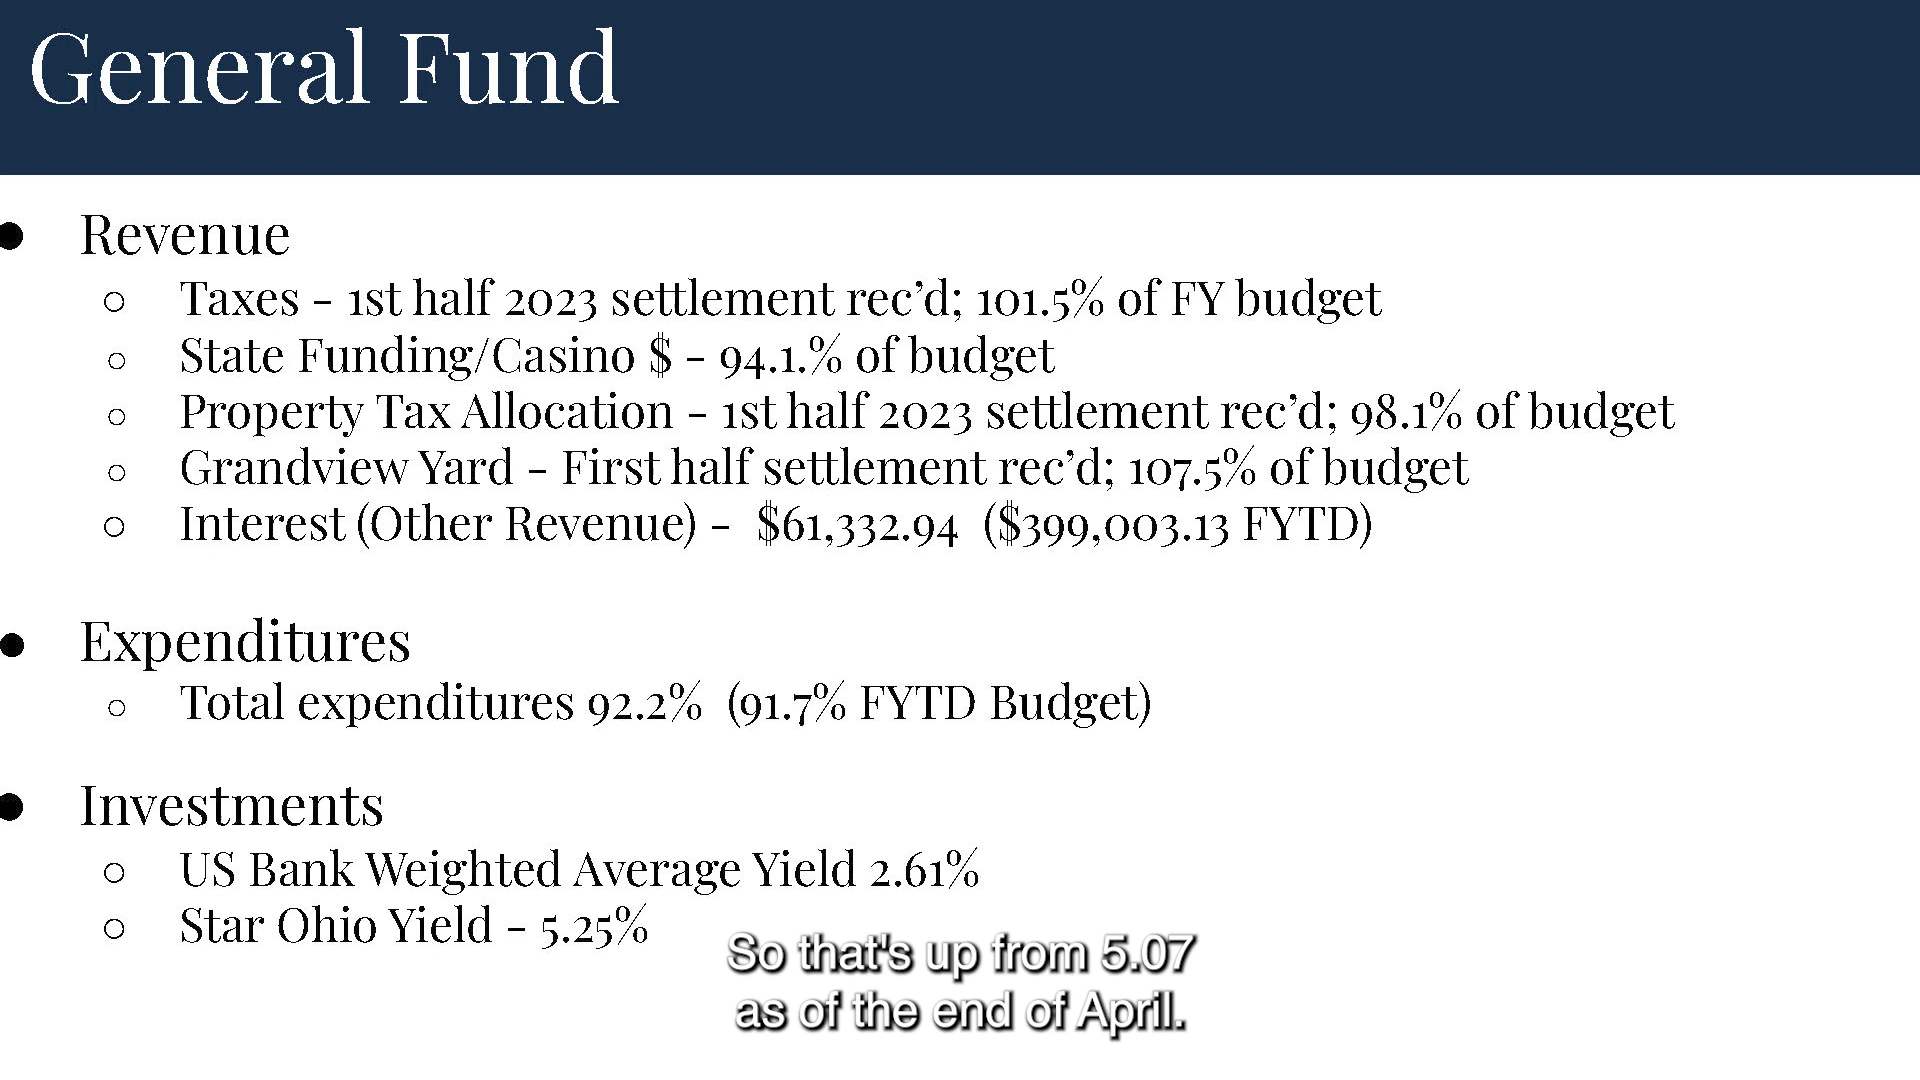 General Fund
● Revenue
○ Taxes - 1st half 2023 settlement rec’d; 101.5% of FY budget
○ State Funding/Casino $ - 94.1.% of budget
○ Property Tax Allocation - 1st half 2023 settlement rec’d; 98.1% of budget
○ Grandview Yard - First half settlement rec’d; 107.5% of budget
○ Interest (Other Revenue) - $61,332.94 ($399,003.13 FYTD)
● Expenditures
○ Total expenditures 92.2% (91.7% FYTD Budget)
● Investments
○ US Bank Weighted Average Yield 2.61%
○ Star Ohio Yield - 5.25%
So that's up from 5.07
as of the end of April.